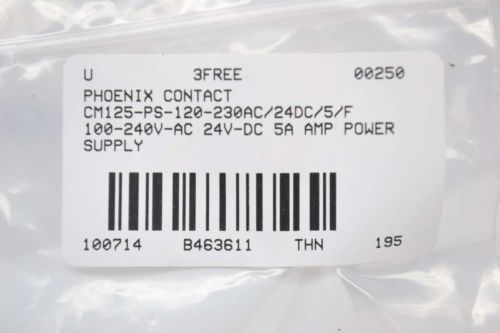 U 3FREE 00250
PHOENIX CONTACT
CM125-PS-120-230AC/24DC/5/F
100-240V-AC 24V-DC 5A AMP POWER
SUPPLY
100714 B463611 THN 195